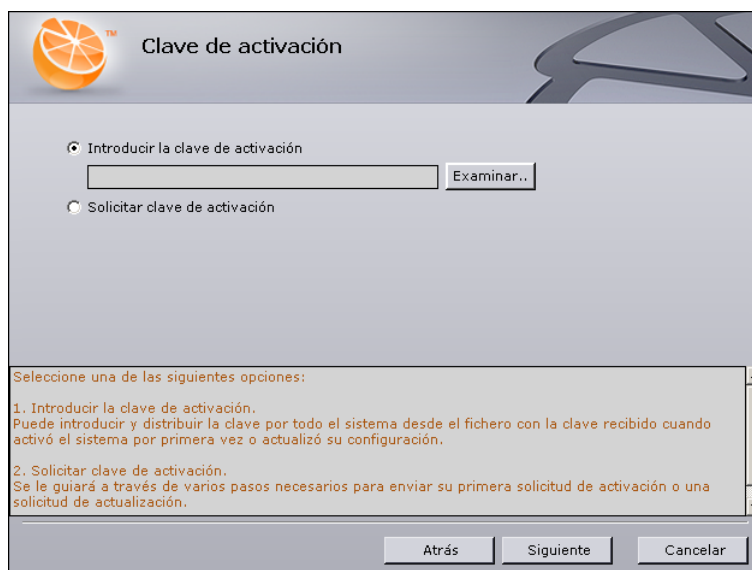 TM
Clave de activación
Introducir la clave de activación
Examinar..
Solicitar clave de activación
Seleccione una de las siguientes opciones:
1. Introducir la clave de activación.
Puede introducir y distribuir la clave por todo el sistema desde el fichero con la clave recibido cuando
activó el sistema por primera vez o actualizó su configuración.
2. Solicitar clave de activación.
Se le guiará a través de varios pasos necesarios para enviar su primera solicitud de activación o una
solicitud de actualización.
Atrás Siguiente Cancelar